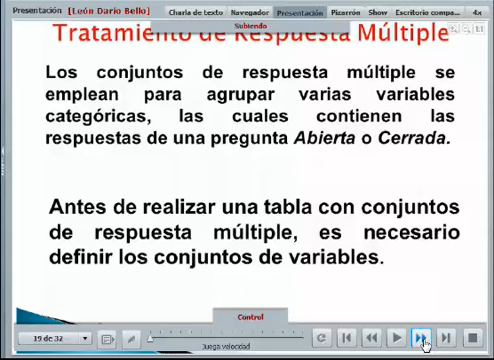 Presentación [León Darío Bello] Charla de texto Navegador Presentación Pizarrón Show Escritorio compa... 4x
Subiendo
Tratamiento de Respuesta Múltiple
Los conjuntos de respuesta múltiple se
emplean para agrupar varias variables
categóricas, las cuales contienen las
respuestas de una pregunta Abierta o Cerrada.
Antes de realizar una tabla con conjuntos
de respuesta múltiple, es necesario
definir los conjuntos de variables.
Control
19 de 32
Juega velocidad